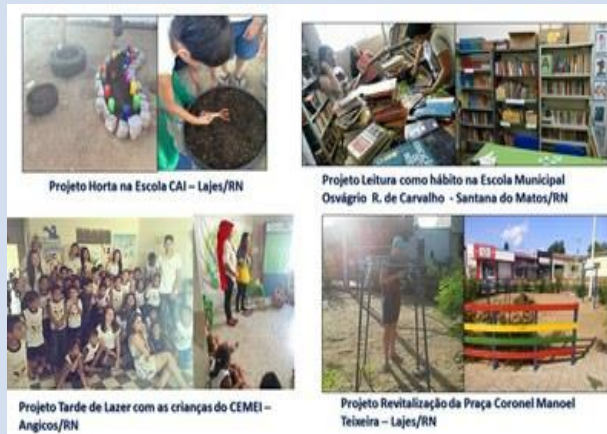 Projeto Horta na Escola CAI – Lajes/RN
Projeto Leitura como hábito na Escola Municipal
Osvágrio R. de Carvalho - Santana do Matos/RN
Projeto Tarde de Lazer com as crianças do CEMEI –
Angicos/RN
Projeto Revitalização da Praça Coronel Manoel
Teixeira – Lajes/RN